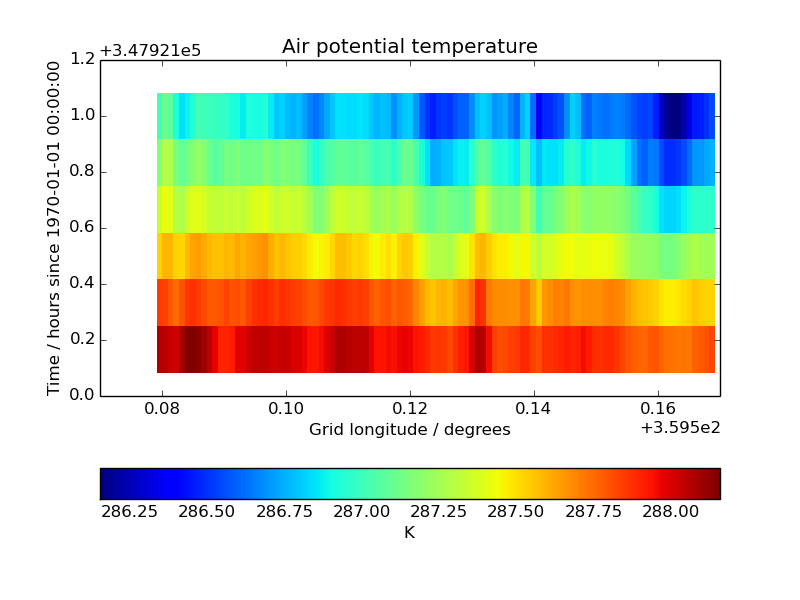 Air potential temperature
+3.47921e5
1.2
1.0
0.8
0.6
0.4
0.2
0.0
Time / hours since 1970-01-01 00:00:00
0.08 0.10 0.12 0.14 0.16
Grid longitude / degrees
+3.595e2
286.25 286.50 286.75 287.00 287.25 287.50 287.75 288.00
K